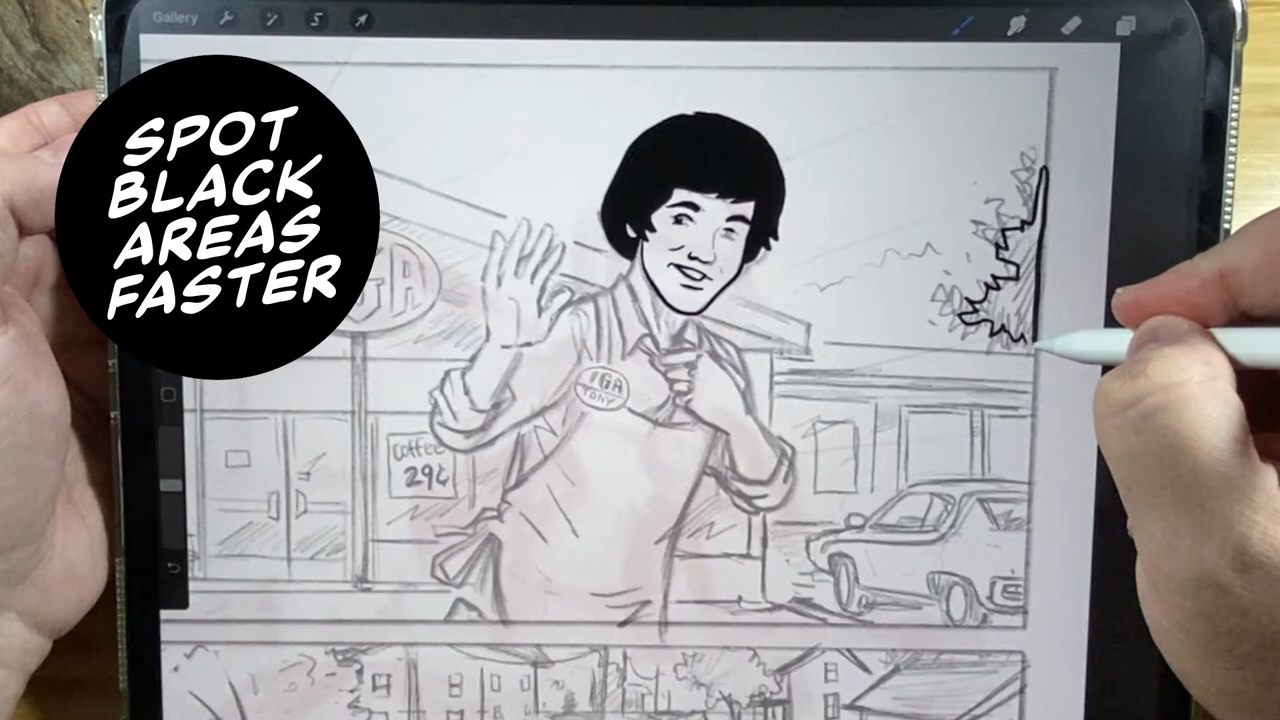 Gallery
SPOT
BLACK
AREAS
FASTER
IGA
IGA
TONY
Coffee
29¢